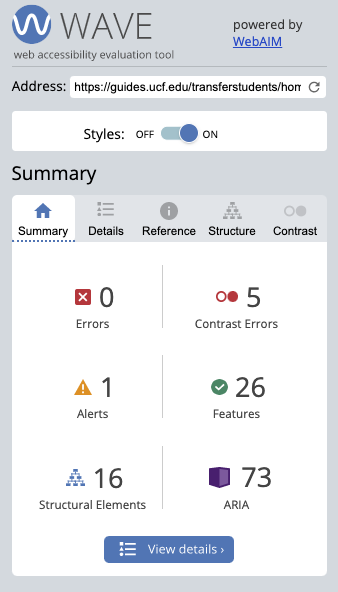 WAVE
web accessibility evaluation tool
powered by
WebAIM
Address: https://guides.ucf.edu/transferstudents/hom
Styles: OFF ON
Summary
Summary Details Reference Structure Contrast
0 5
Errors Contrast Errors
1 26
Alerts Features
16 73
Structural Elements ARIA
View details ›